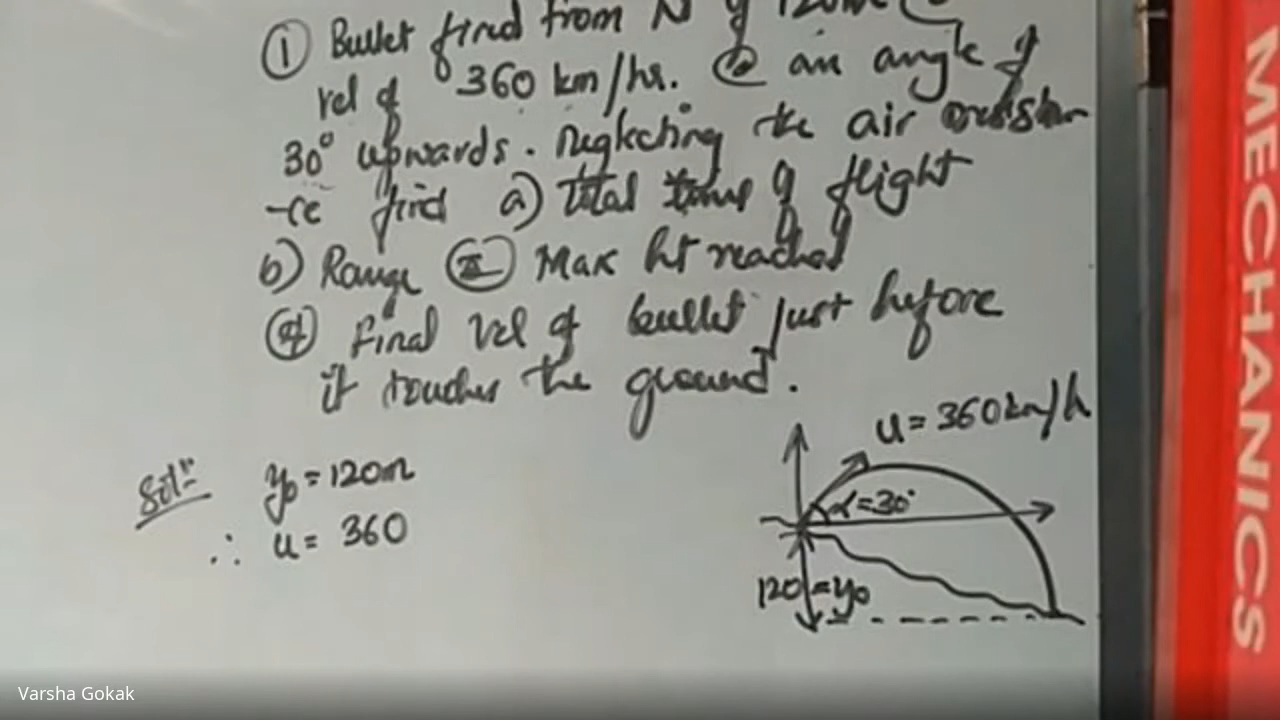 ① Bullet fired from
vel of 360 km/hr. @ an angle of
30° upwards. neglecting the air
-ce find a) total time of flight
b) Range Max ht reached
final vel of bullet just before
it touches the ground.
u = 360 km/h
Solⁿ y₀ = 120m
α = 30°
∴ u = 360
120 = y₀
MECHANICS
Varsha Gokak